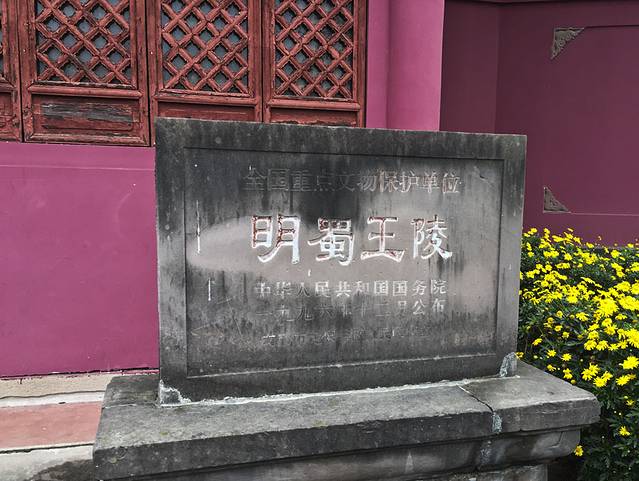 全国重点文物保护单位
明蜀王陵
中华人民共和国国务院
一九九六年十一月公布